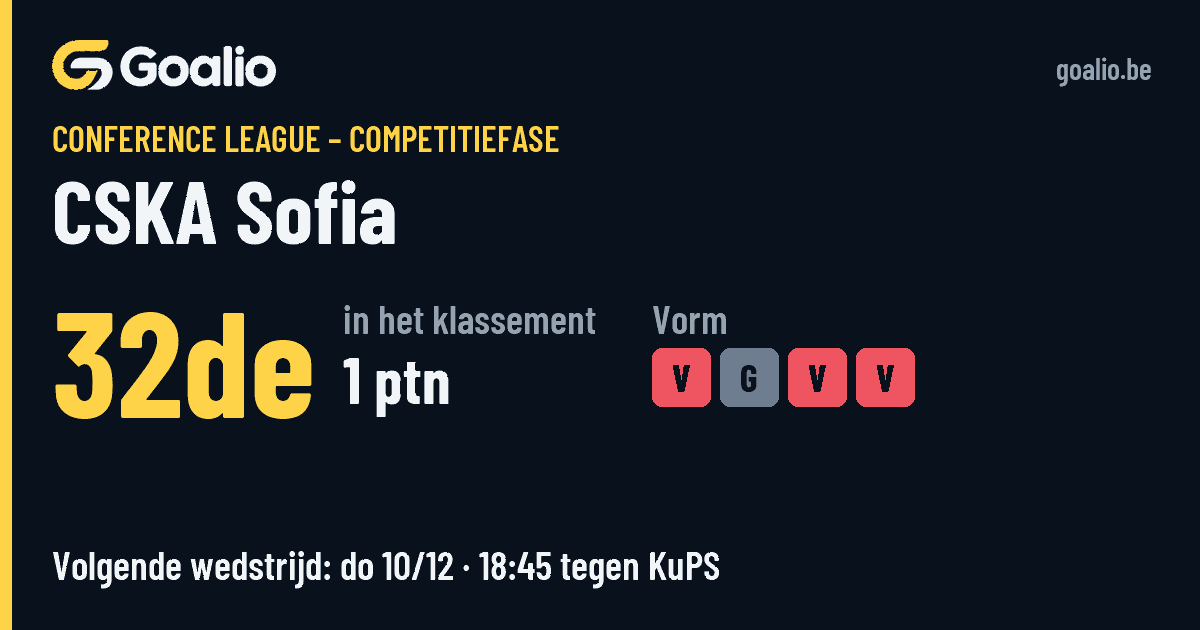 Goalio
goalio.be
CONFERENCE LEAGUE – COMPETITIEFASE
CSKA Sofia
32de
in het klassement
1 ptn
Vorm
V G V V
Volgende wedstrijd: do 10/12 · 18:45 tegen KuPS